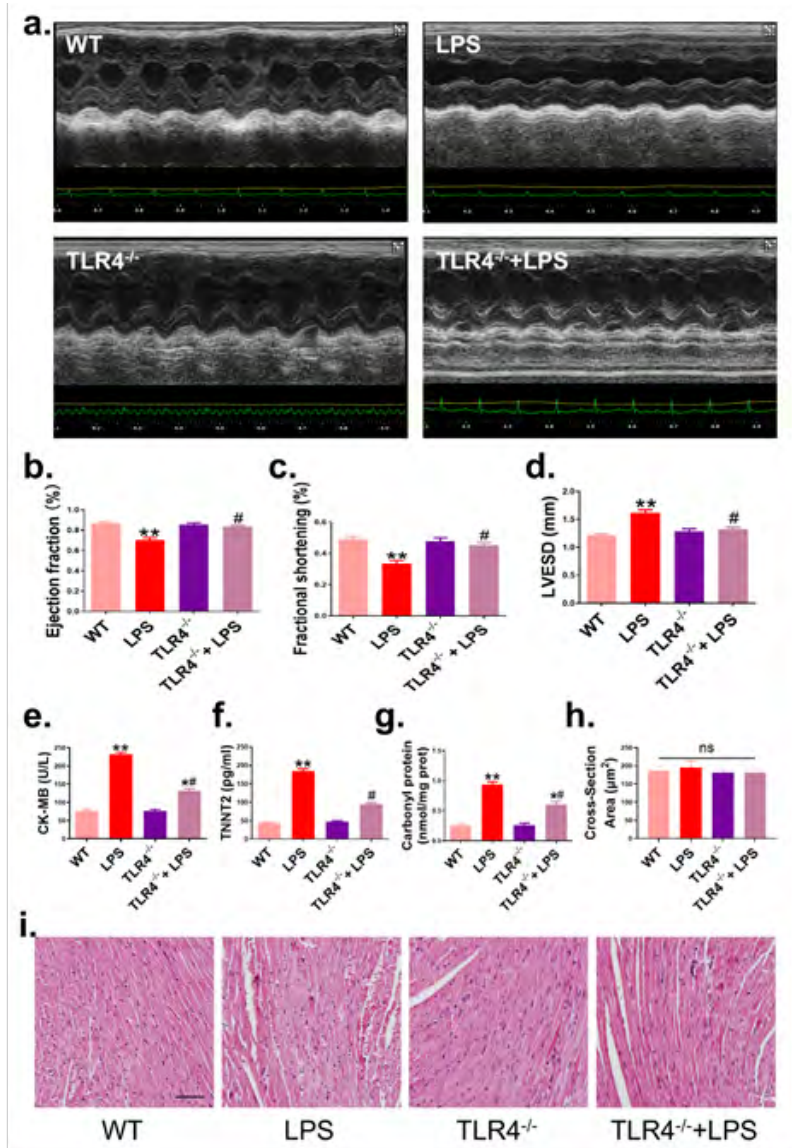 a.
WT
LPS
TLR4-/-
TLR4-/-+LPS
b.
c.
d.
Ejection fraction (%)
1.0
0.8
0.6
0.4
0.2
0.0
WT
LPS
TLR4-/-
TLR4-/- + LPS
**
#
Fractional shortening (%)
0.6
0.4
0.2
0.0
WT
LPS
TLR4-/-
TLR4-/- + LPS
**
#
LVESD (mm)
2.0
1.5
1.0
0.5
0.0
WT
LPS
TLR4-/-
TLR4-/- + LPS
**
#
e.
f.
g.
h.
CK-MB (U/L)
250
200
150
100
50
0
WT
LPS
TLR4-/-
TLR4-/- + LPS
**
*#
TNNT2 (pg/ml)
250
200
150
100
50
0
WT
LPS
TLR4-/-
TLR4-/- + LPS
**
#
Carbonyl protein
(nmol/mg prot)
1.5
1.0
0.5
0.0
WT
LPS
TLR4-/-
TLR4-/- + LPS
**
*#
Cross-Section
Area (μm²)
250
200
150
100
50
0
WT
LPS
TLR4-/-
TLR4-/- + LPS
ns
i.
WT
LPS
TLR4-/-
TLR4-/-+LPS